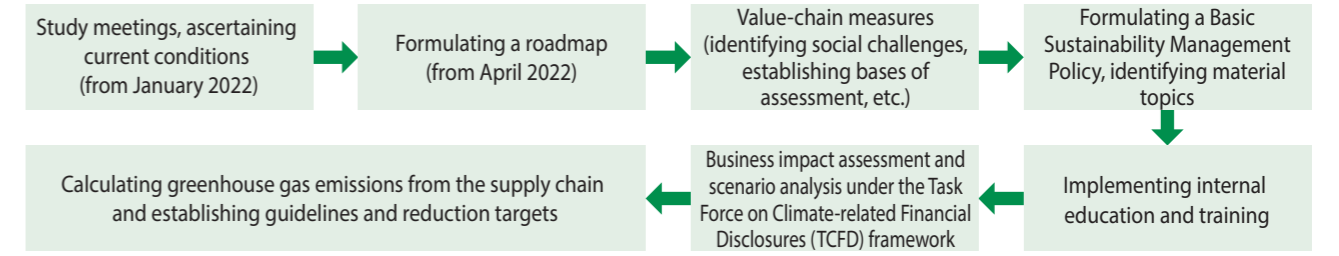 Study meetings, ascertaining
current conditions
(from January 2022)
Formulating a roadmap
(from April 2022)
Value-chain measures
(identifying social challenges,
establishing bases of
assessment, etc.)
Formulating a Basic
Sustainability Management
Policy, identifying material
topics
Implementing internal
education and training
Business impact assessment and
scenario analysis under the Task
Force on Climate-related Financial
Disclosures (TCFD) framework
Calculating greenhouse gas emissions from the supply chain
and establishing guidelines and reduction targets